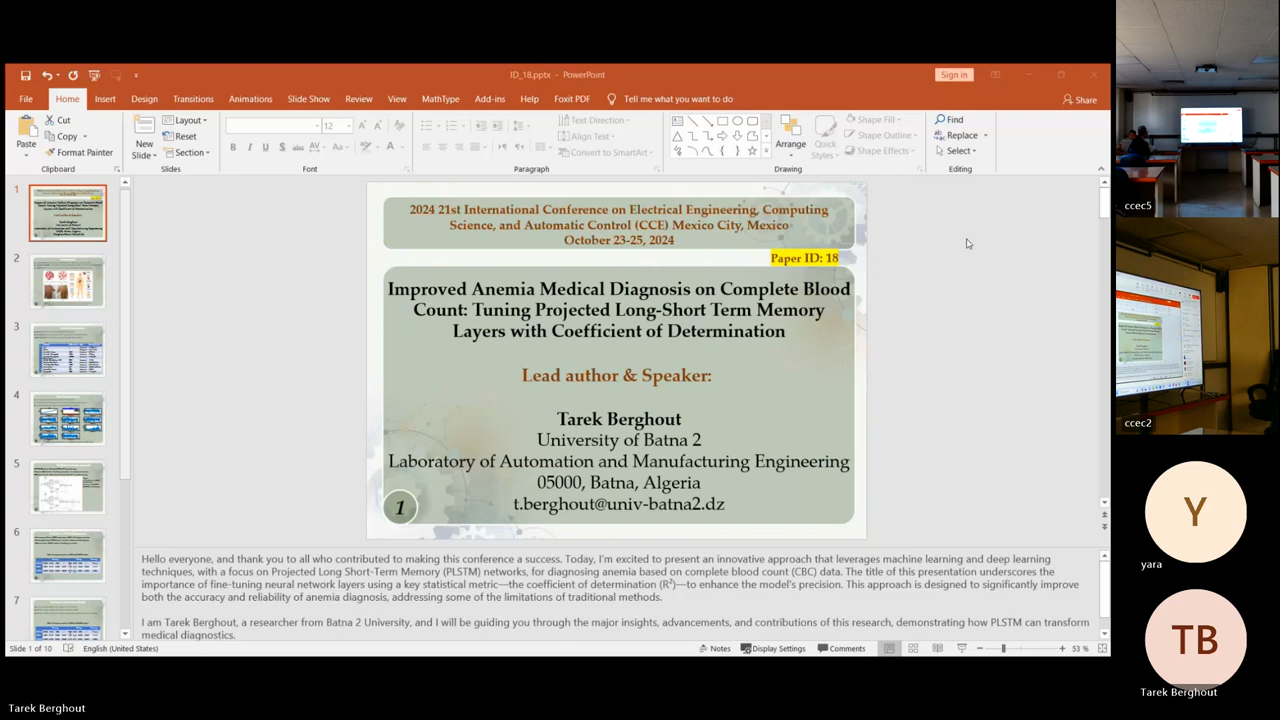 ID_18.pptx - PowerPoint
Sign in
File Home Insert Design Transitions Animations Slide Show Review View MathType Add-ins Help Foxit PDF Tell me what you want to do
Share
Paste
Cut
Copy
Format Painter
Clipboard
New Slide
Layout
Reset
Section
Slides
12
Font
Text Direction
Align Text
Convert to SmartArt
Paragraph
Arrange
Quick Styles
Shape Fill
Shape Outline
Shape Effects
Drawing
Find
Replace
Select
Editing
1
2
3
4
5
6
7
2024 21st International Conference on Electrical Engineering, Computing
Science, and Automatic Control (CCE) Mexico City, Mexico
October 23-25, 2024
Paper ID: 18
Improved Anemia Medical Diagnosis on Complete Blood
Count: Tuning Projected Long-Short Term Memory
Layers with Coefficient of Determination
Lead author & Speaker:
Tarek Berghout
University of Batna 2
Laboratory of Automation and Manufacturing Engineering
05000, Batna, Algeria
t.berghout@univ-batna2.dz
1
Hello everyone, and thank you to all who contributed to making this conference a success. Today, I'm excited to present an innovative approach that leverages machine learning and deep learning
techniques, with a focus on Projected Long Short-Term Memory (PLSTM) networks, for diagnosing anemia based on complete blood count (CBC) data. The title of this presentation underscores the
importance of fine-tuning neural network layers using a key statistical metric—the coefficient of determination (R²)—to enhance the model's precision. This approach is designed to significantly improve
both the accuracy and reliability of anemia diagnosis, addressing some of the limitations of traditional methods.
I am Tarek Berghout, a researcher from Batna 2 University, and I will be guiding you through the major insights, advancements, and contributions of this research, demonstrating how PLSTM can transform
medical diagnostics.
Slide 1 of 10
English (United States)
Notes
Display Settings
Comments
53 %
ccec5
ccec2
Y
yara
TB
Tarek Berghout
Tarek Berghout